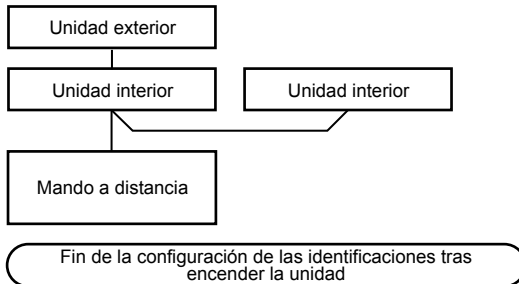 Unidad exterior
Unidad interior
Unidad interior
Mando a distancia
Fin de la configuración de las identificaciones tras
encender la unidad